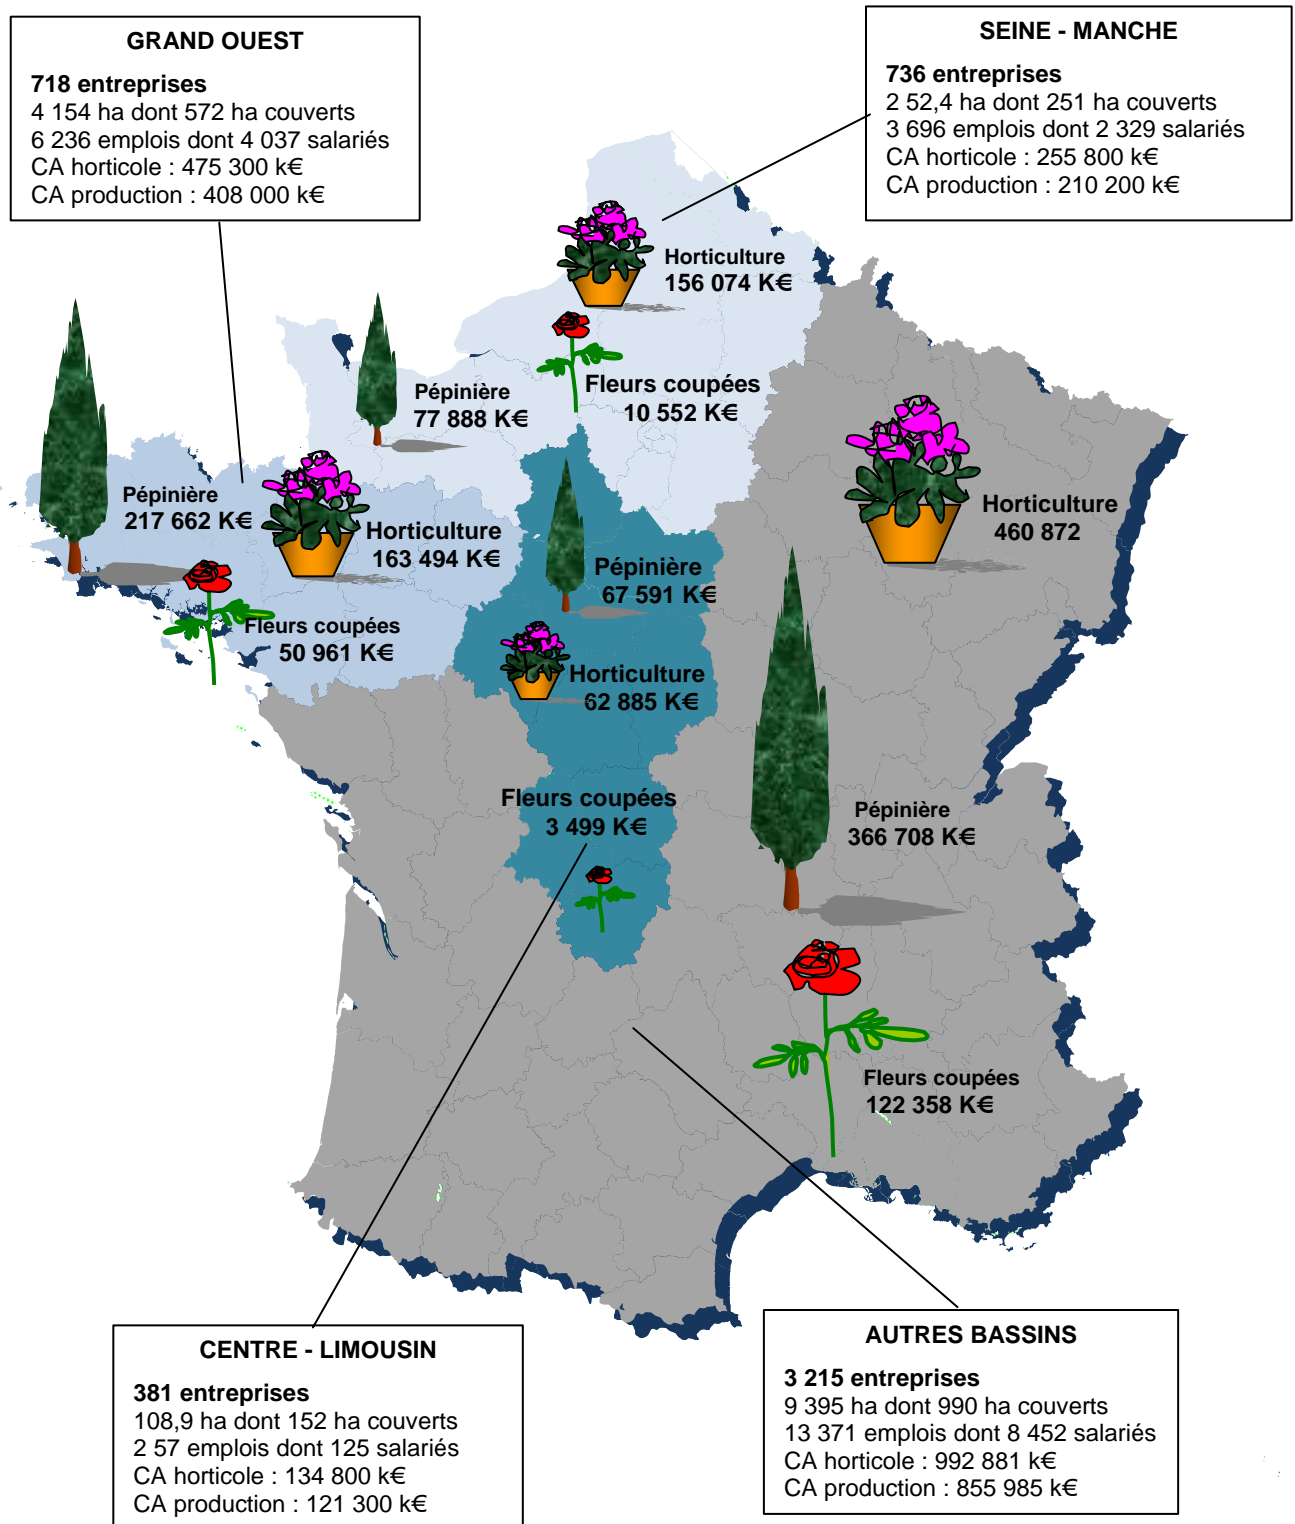 GRAND OUEST
718 entreprises
4 154 ha dont 572 ha couverts
6 236 emplois dont 4 037 salariés
CA horticole : 475 300 k€
CA production : 408 000 k€
SEINE - MANCHE
736 entreprises
2 52,4 ha dont 251 ha couverts
3 696 emplois dont 2 329 salariés
CA horticole : 255 800 k€
CA production : 210 200 k€
Horticulture
156 074 K€
Fleurs coupées
10 552 K€
Pépinière
77 888 K€
Pépinière
217 662 K€
Horticulture
163 494 K€
Fleurs coupées
50 961 K€
Pépinière
67 591 K€
Horticulture
62 885 K€
Fleurs coupées
3 499 K€
Horticulture
460 872
Pépinière
366 708 K€
Fleurs coupées
122 358 K€
CENTRE - LIMOUSIN
381 entreprises
108,9 ha dont 152 ha couverts
2 57 emplois dont 125 salariés
CA horticole : 134 800 k€
CA production : 121 300 k€
AUTRES BASSINS
3 215 entreprises
9 395 ha dont 990 ha couverts
13 371 emplois dont 8 452 salariés
CA horticole : 992 881 k€
CA production : 855 985 k€